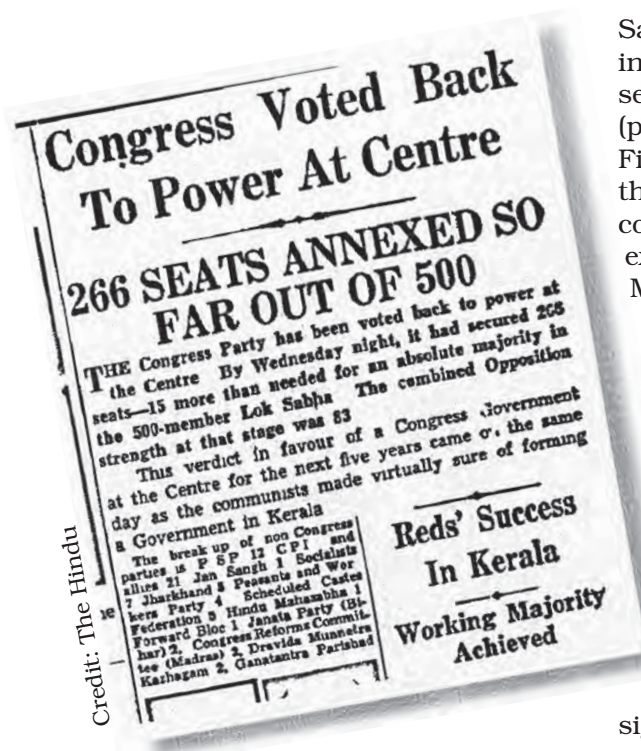 Congress Voted Back
To Power At Centre
266 SEATS ANNEXED SO
FAR OUT OF 500
THE Congress Party has been voted back to power at
the Centre By Wednesday night, it had secured 266
seats—15 more than needed for an absolute majority in
the 500-member Lok Sabha The combined Opposition
strength at that stage was 83
This verdict in favour of a Congress Government
at the Centre for the next five years came the same
day as the communists made virtually sure of forming
a Government in Kerala
The break up of non Congress
parties is P S P 12 C P I and
allies 21 Jan Sangh 1 Socialists
7 Jharkhand 5 Peasants and Wor
kers Party 4 Scheduled Castes
Federation 5 Hindu Mahasabha 1
Forward Bloc 1 Janata Party (Bi-
har) 2, Congress Reforms Commit-
tee (Madras) 2, Dravida Munnetra
Kazhagam 2, Ganatantra Parishad
Reds' Success
In Kerala
Working Majority
Achieved
Credit: The Hindu
Sa
in
se
(p
Fi
th
co
ex
M
si